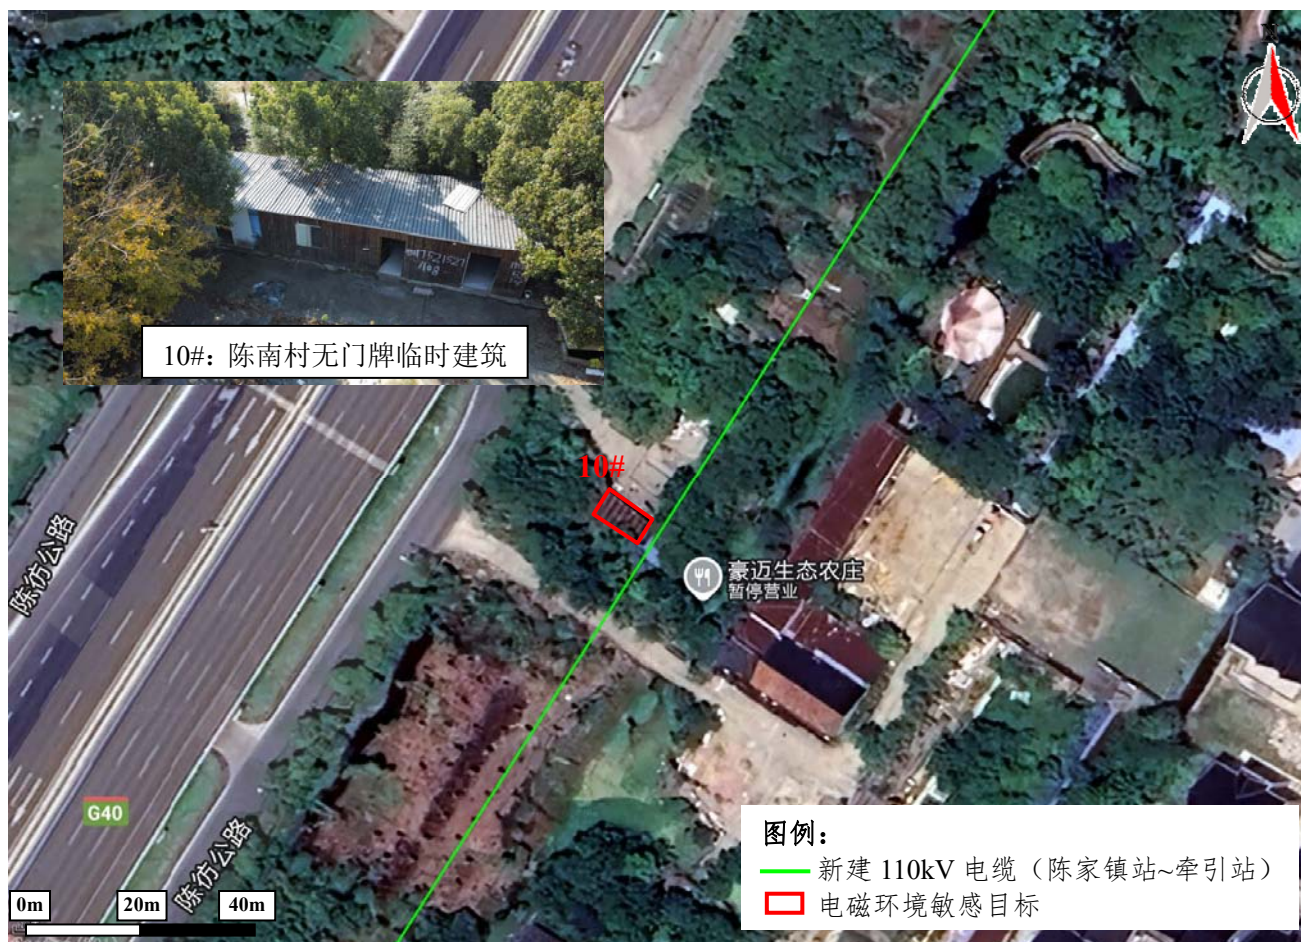 10#: 陈南村无门牌临时建筑
10#
豪迈生态农庄
暂停营业
陈彷公路
G40
陈彷公路
图例：
新建 110kV 电缆（陈家镇站~牵引站）
电磁环境敏感目标
0m
20m
40m